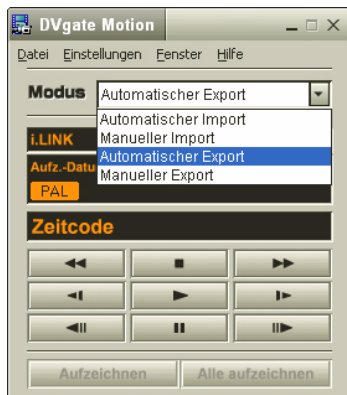 DVgate Motion
Datei Einstellungen Fenster Hilfe
Modus Automatischer Export
Automatischer Import
Manueller Import
Automatischer Export
Manueller Export
i.LINK
Aufz.-Datu
PAL
Zeitcode
Aufzeichnen Alle aufzeichnen